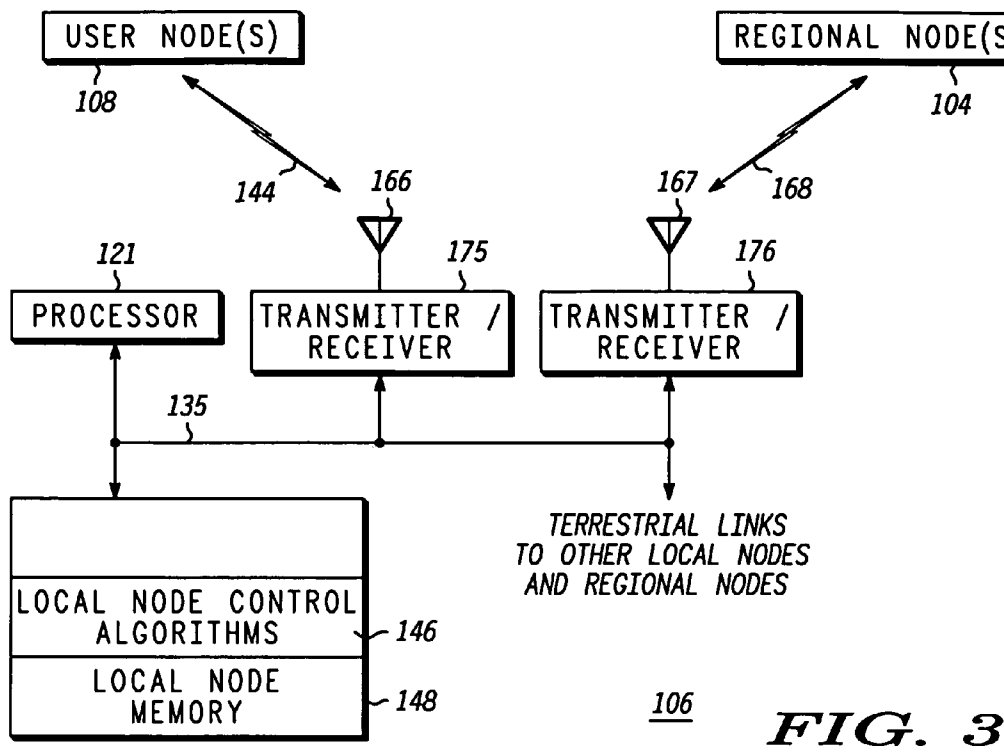 USER NODE(S)
REGIONAL NODE(S
108
104
144
166
167
168
121
175
176
PROCESSOR
TRANSMITTER /
RECEIVER
TRANSMITTER /
RECEIVER
135
TERRESTRIAL LINKS
TO OTHER LOCAL NODES
AND REGIONAL NODES
LOCAL NODE CONTROL
ALGORITHMS
146
LOCAL NODE
MEMORY
148
106
FIG. 3